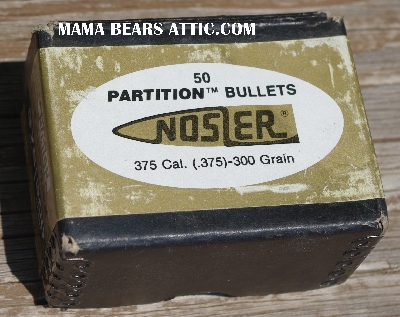 MAMA BEARS ATTIC.COM
50
PARTITION™ BULLETS
NOSLER®
375 Cal. (.375)-300 Grain